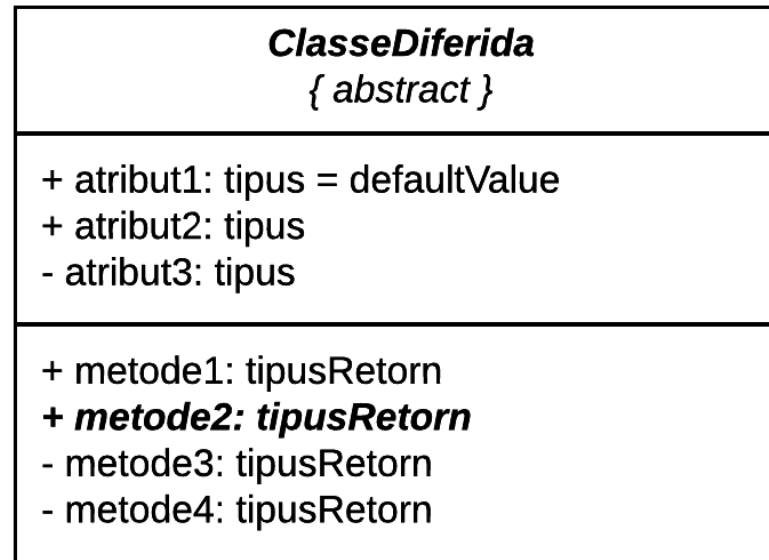 ClasseDiferida
{ abstract }
+ atribut1: tipus = defaultValue
+ atribut2: tipus
- atribut3: tipus
+ metode1: tipusRetorn
+ metode2: tipusRetorn
- metode3: tipusRetorn
- metode4: tipusRetorn